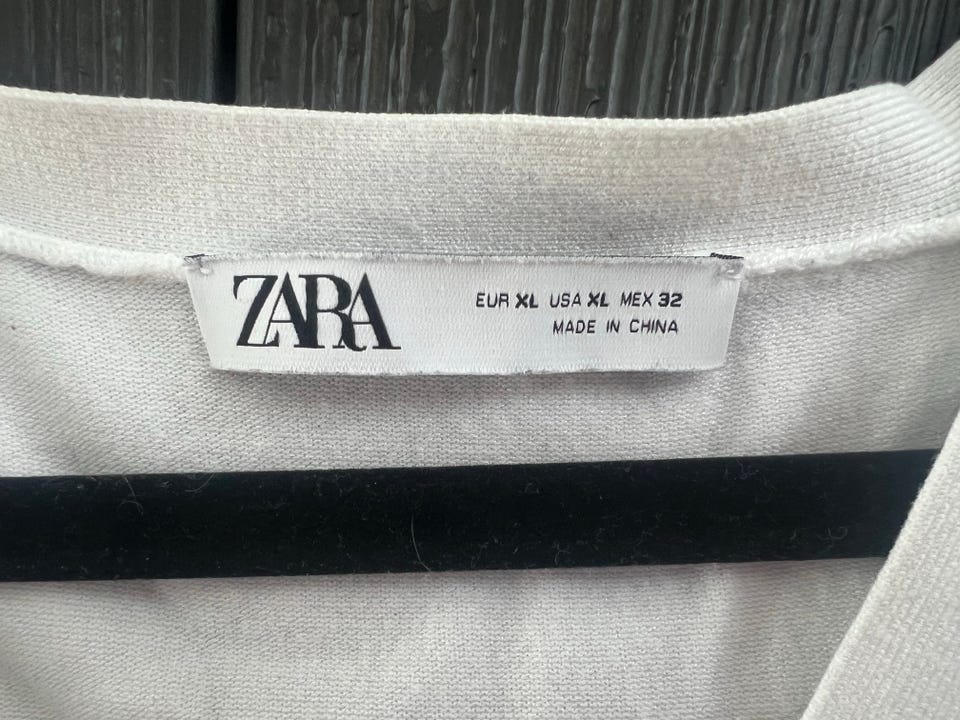 ZARA
EUR XL USA XL MEX 32
MADE IN CHINA